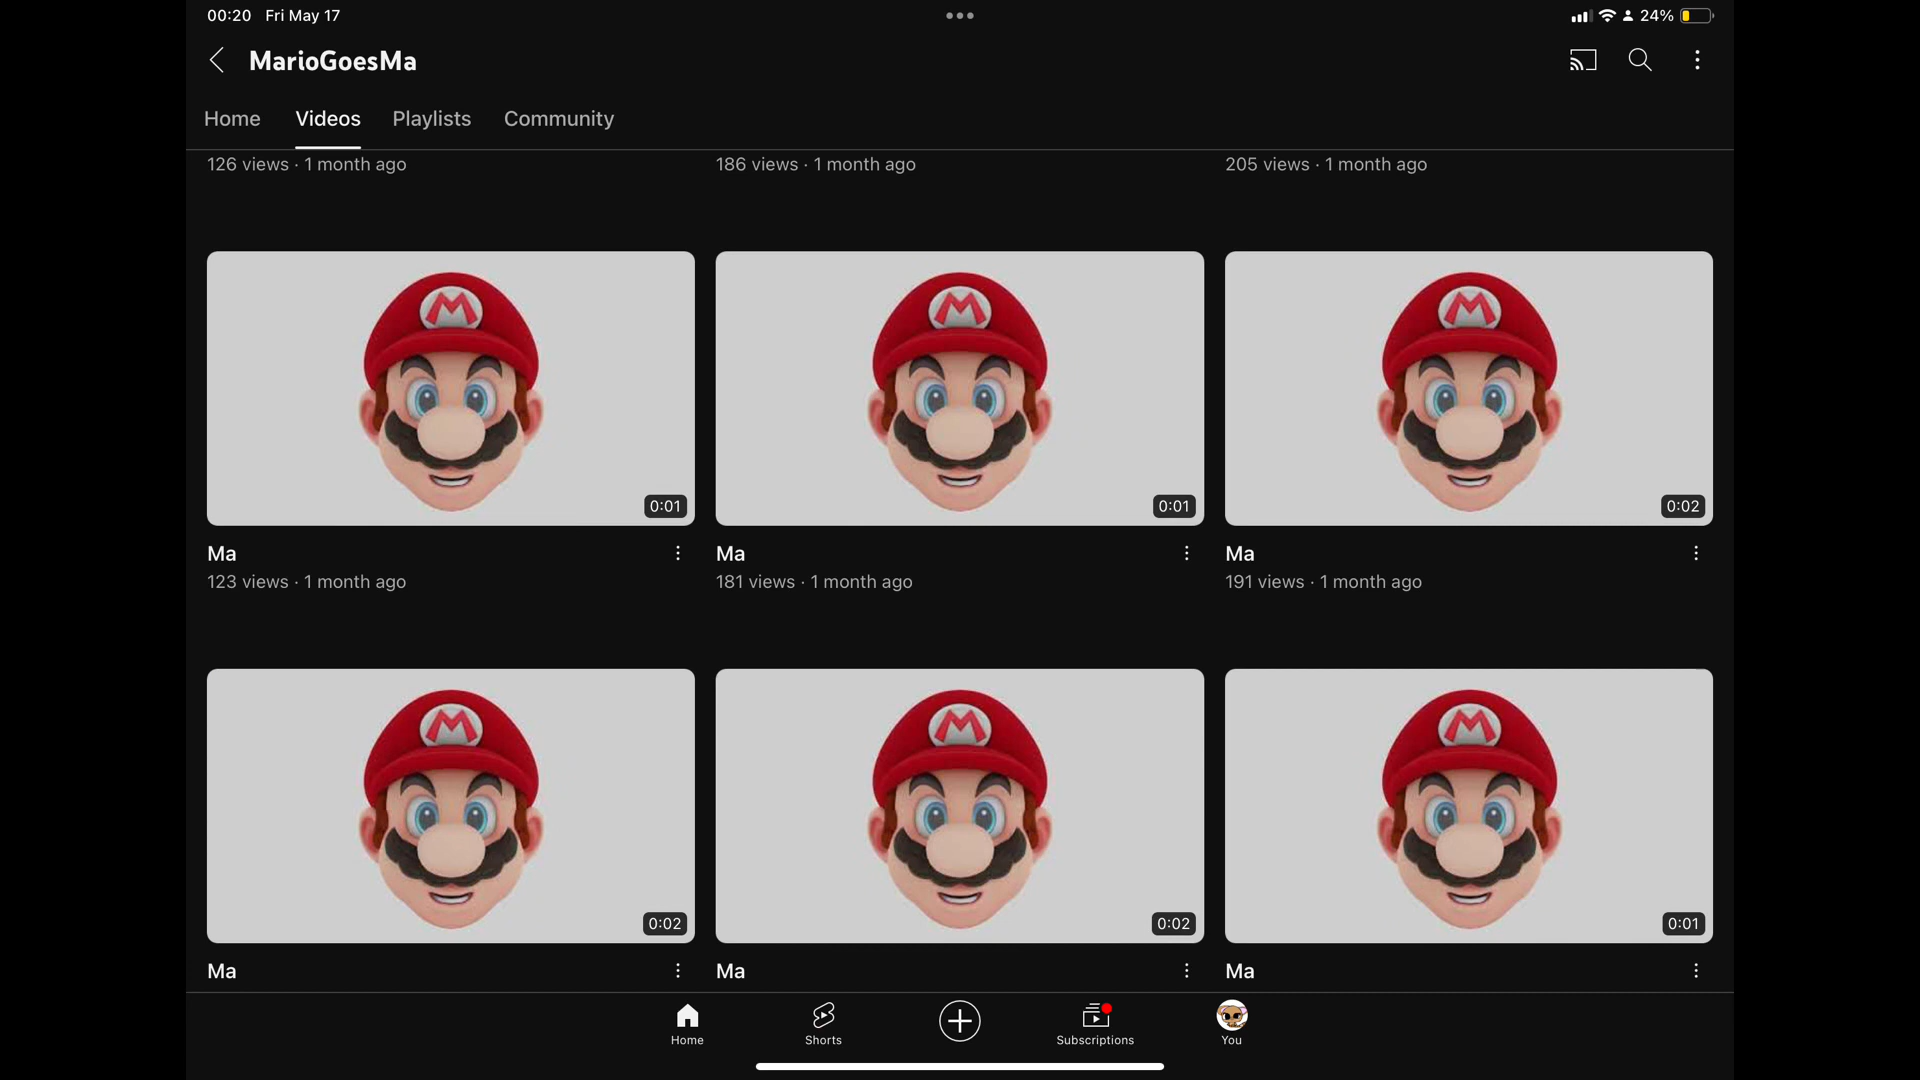 00:20 Fri May 17
24%
MarioGoesMa
Home Videos Playlists Community
126 views · 1 month ago 186 views · 1 month ago 205 views · 1 month ago
M M M
0:01 0:01 0:02
Ma Ma Ma
123 views · 1 month ago 181 views · 1 month ago 191 views · 1 month ago
M M M
0:02 0:02 0:01
Ma Ma Ma
Home Shorts Subscriptions You